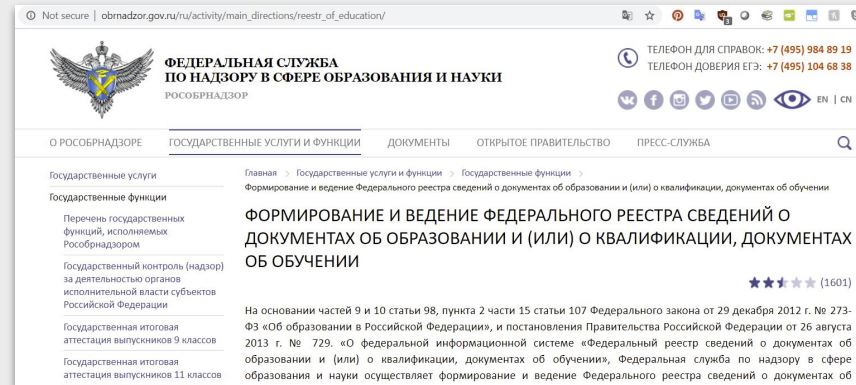 Not secure | obrnadzor.gov.ru/ru/activity/main_directions/reestr_of_education/
3
ФЕДЕРАЛЬНАЯ СЛУЖБА
ПО НАДЗОРУ В СФЕРЕ ОБРАЗОВАНИЯ И НАУКИ
РОСОБРНАДЗОР
ТЕЛЕФОН ДЛЯ СПРАВОК: +7 (495) 984 89 19
ТЕЛЕФОН ДОВЕРИЯ ЕГЭ: +7 (495) 104 68 38
EN | CN
О РОСОБРНАДЗОРЕ ГОСУДАРСТВЕННЫЕ УСЛУГИ И ФУНКЦИИ ДОКУМЕНТЫ ОТКРЫТОЕ ПРАВИТЕЛЬСТВО ПРЕСС-СЛУЖБА
Государственные услуги
Государственные функции
Перечень государственных
функций, исполняемых
Рособрнадзором
Государственный контроль (надзор)
за деятельностью органов
исполнительной власти субъектов
Российской Федерации
Государственная итоговая
аттестация выпускников 9 классов
Государственная итоговая
аттестация выпускников 11 классов
Главная > Государственные услуги и функции > Государственные функции >
Формирование и ведение Федерального реестра сведений о документах об образовании и (или) о квалификации, документах об обучении
ФОРМИРОВАНИЕ И ВЕДЕНИЕ ФЕДЕРАЛЬНОГО РЕЕСТРА СВЕДЕНИЙ О
ДОКУМЕНТАХ ОБ ОБРАЗОВАНИИ И (ИЛИ) О КВАЛИФИКАЦИИ, ДОКУМЕНТАХ
ОБ ОБУЧЕНИИ
(1601)
На основании частей 9 и 10 статьи 98, пункта 2 части 15 статьи 107 Федерального закона от 29 декабря 2012 г. № 273-
ФЗ «Об образовании в Российской Федерации», и постановления Правительства Российской Федерации от 26 августа
2013 г. № 729. «О федеральной информационной системе «Федеральный реестр сведений о документах об
образовании и (или) о квалификации, документах об обучении», Федеральная служба по надзору в сфере
образования и науки осуществляет формирование и ведение Федерального реестра сведений о документах об